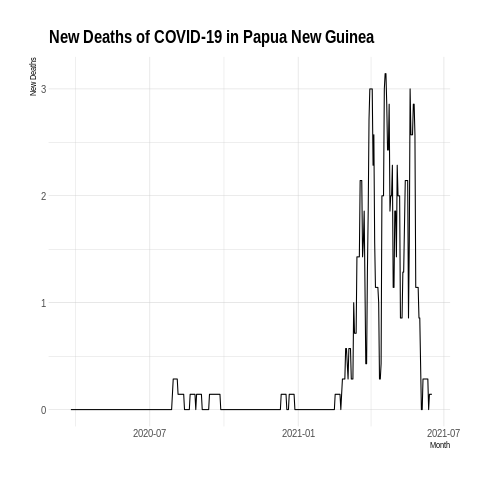 New Deaths of COVID-19 in Papua New Guinea
New Deaths
3
2
1
0
2020-07
2021-01
2021-07
Month